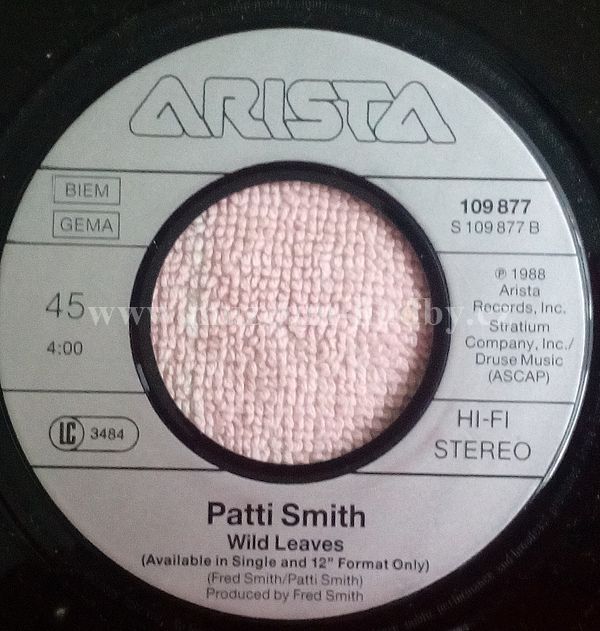 ARISTA
BIEM
GEMA
109 877
S 109 877 B
℗ 1988
Arista
Records, Inc.
Stratium
Company, Inc./
Druse Music
(ASCAP)
45
4:00
LC 3484
HI-FI
STEREO
Patti Smith
Wild Leaves
(Available in Single and 12" Format Only)
(Fred Smith/Patti Smith)
Produced by Fred Smith